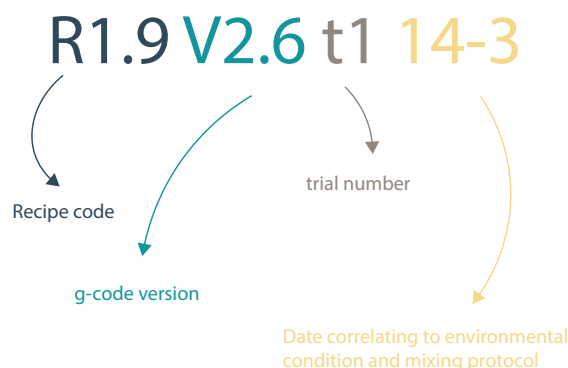 R1.9 V2.6 t1 14-3
trial number
Recipe code
g-code version
Date correlating to environmental
condition and mixing protocol